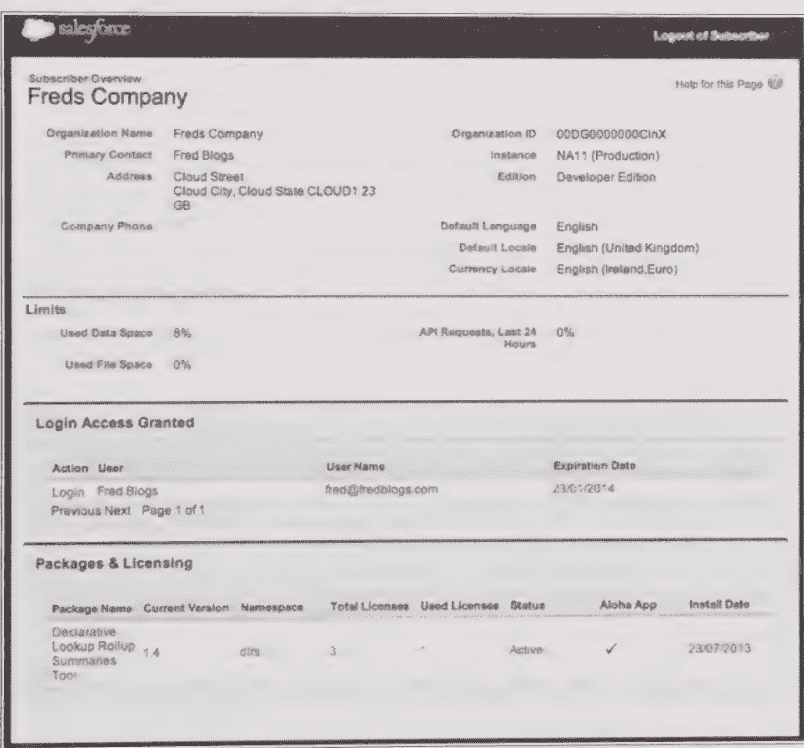 salesforce
Logout of Subscriber
Subscriber Overview
Freds Company
Help for this Page
Organization Name Freds Company
Organization ID 00DG0000000CinX
Primary Contact Fred Blogs
Instance NA11 (Production)
Address Cloud Street
Cloud City, Cloud State CLOUD1 23
GB
Edition Developer Edition
Company Phone
Default Language English
Default Locale English (United Kingdom)
Currency Locale English (Ireland,Euro)
Limits
Used Data Space 8%
API Requests, Last 24
Hours
0%
Used File Space 0%
Login Access Granted
Action User User Name Expiration Date
Login Fred Blogs fred@fredblogs.com 23/01/2014
Previous Next Page 1 of 1
Packages & Licensing
Package Name Current Version Namespace Total Licenses Used Licenses Status Aloha App Install Date
Declarative
Lookup Rollup
Summaries
Tool
1.4 dlrs 3 Active ✓ 23/07/2013